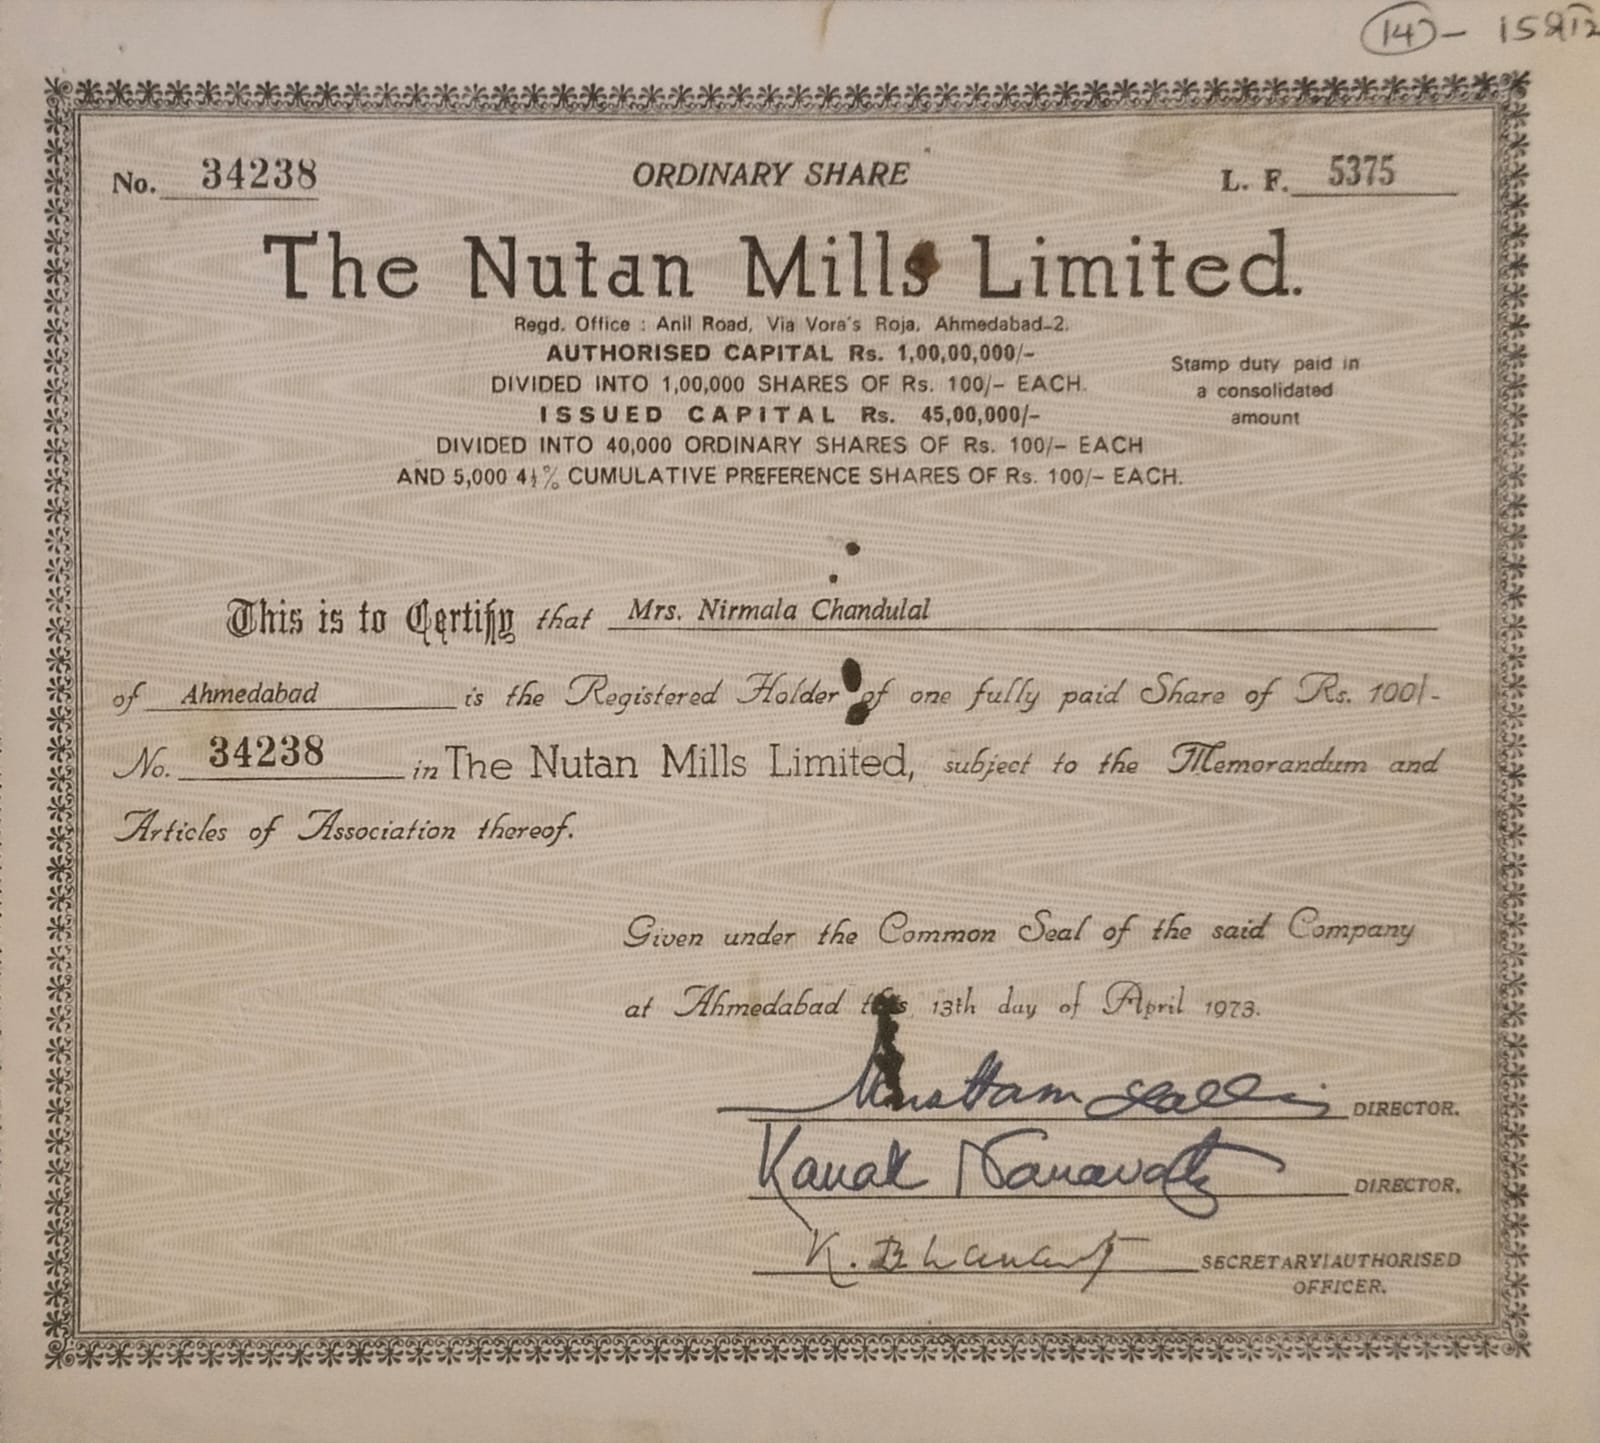 14 - 15812
No. 34238 ORDINARY SHARE L. F. 5375
The Nutan Mills Limited.
Regd. Office : Anil Road, Via Vora's Roja, Ahmedabad-2.
AUTHORISED CAPITAL Rs. 1,00,00,000/-
DIVIDED INTO 1,00,000 SHARES OF Rs. 100/- EACH.
ISSUED CAPITAL Rs. 45,00,000/-
DIVIDED INTO 40,000 ORDINARY SHARES OF Rs. 100/- EACH
AND 5,000 4½% CUMULATIVE PREFERENCE SHARES OF Rs. 100/- EACH.
Stamp duty paid in
a consolidated
amount
This is to Certify that Mrs. Nirmala Chandulal
of Ahmedabad is the Registered Holder of one fully paid Share of Rs. 100/-
No. 34238 in The Nutan Mills Limited, subject to the Memorandum and
Articles of Association thereof.
Given under the Common Seal of the said Company
at Ahmedabad this 13th day of April 1973.
DIRECTOR.
Kanak Nanavaty DIRECTOR.
K. SECRETARY/AUTHORISED
OFFICER.